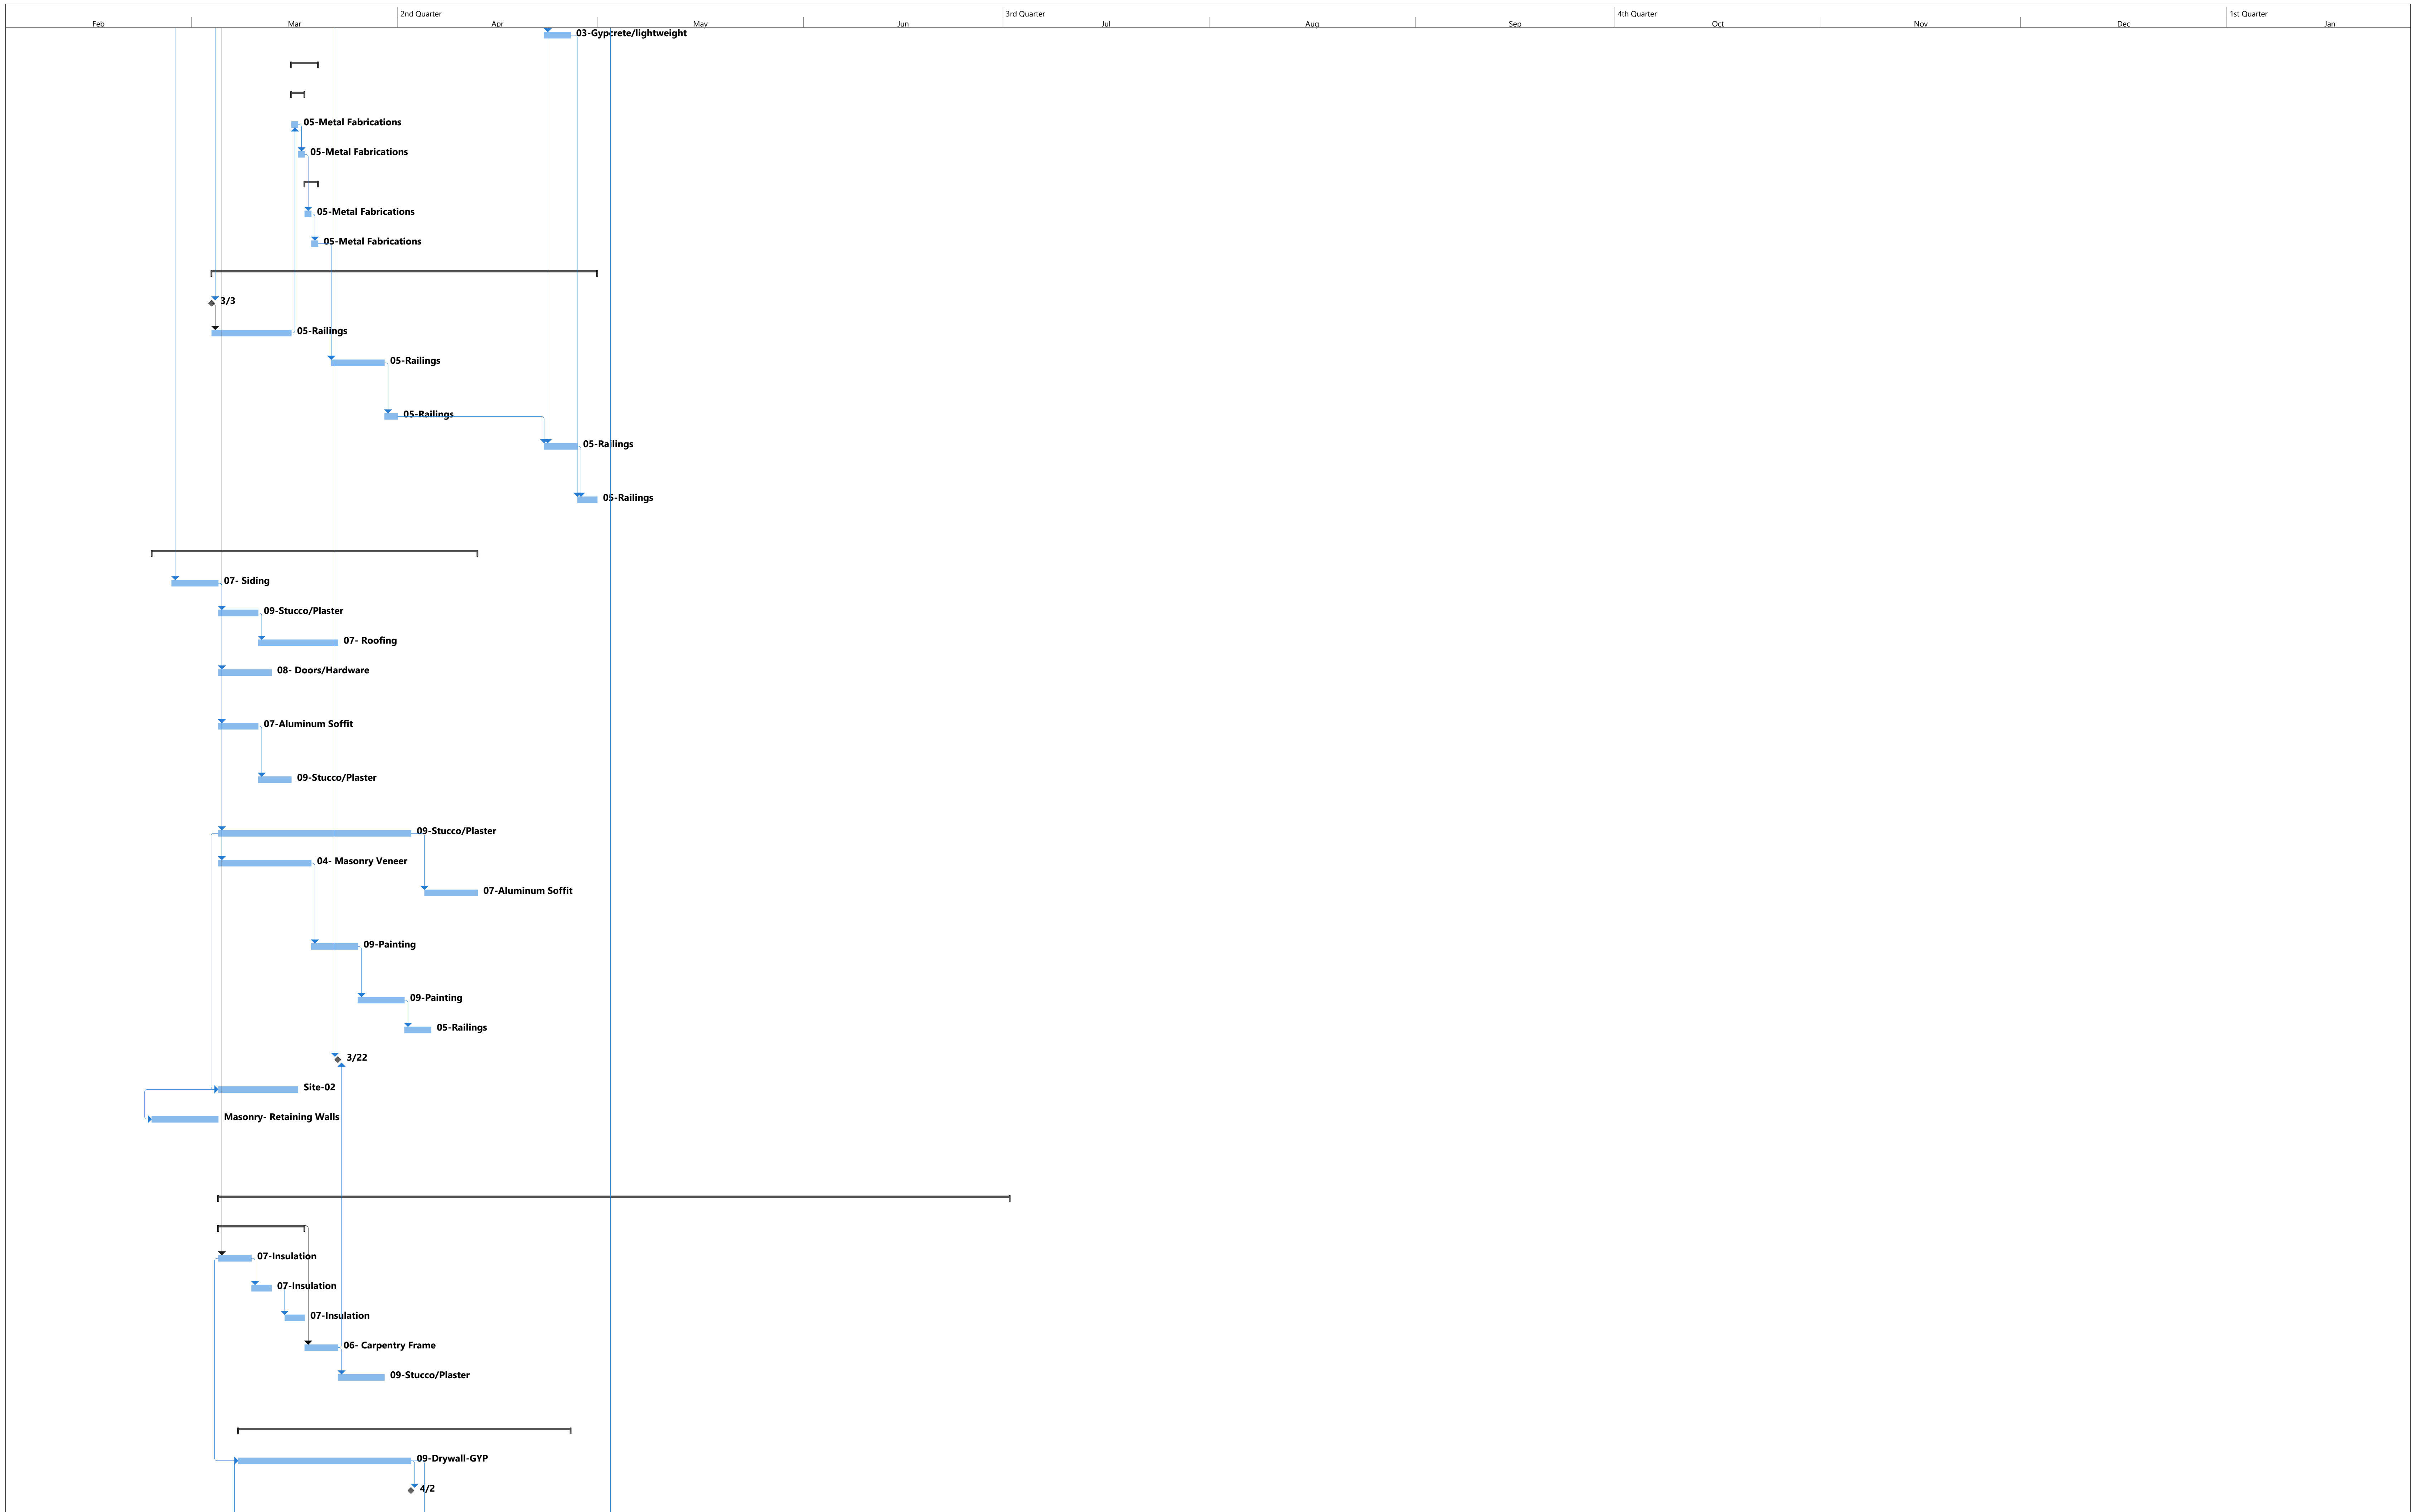 2nd Quarter
3rd Quarter
4th Quarter
1st Quarter
Feb
Mar
Apr
May
Jun
Jul
Aug
Sep
Oct
Nov
Dec
Jan
03-Gypcrete/lightweight
05-Metal Fabrications
05-Metal Fabrications
05-Metal Fabrications
05-Metal Fabrications
3/3
05-Railings
05-Railings
05-Railings
05-Railings
05-Railings
07- Siding
09-Stucco/Plaster
07- Roofing
08- Doors/Hardware
07-Aluminum Soffit
09-Stucco/Plaster
09-Stucco/Plaster
04- Masonry Veneer
07-Aluminum Soffit
09-Painting
09-Painting
05-Railings
3/22
Site-02
Masonry- Retaining Walls
07-Insulation
07-Insulation
07-Insulation
06- Carpentry Frame
09-Stucco/Plaster
09-Drywall-GYP
4/2